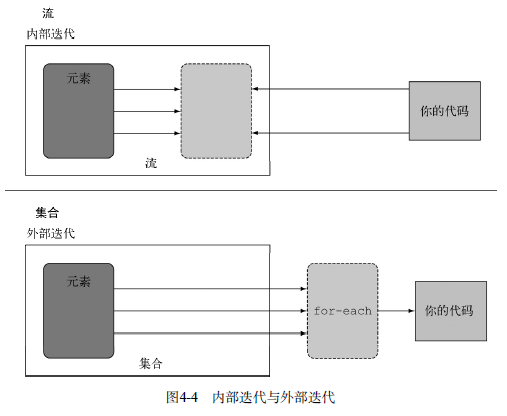 流
内部迭代
元素
你的代码
流
集合
外部迭代
元素
for-each
你的代码
集合
图4-4 内部迭代与外部迭代